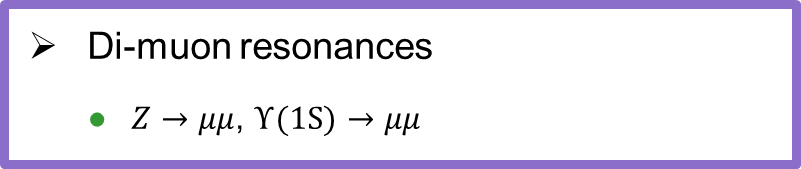 ➢ Di-muon resonances
• 𝑍 → 𝜇𝜇, ϒ(1S) → 𝜇𝜇